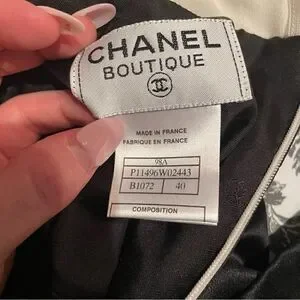 CHANEL
BOUTIQUE
MADE IN FRANCE
FABRIQUE EN FRANCE
98A
P11496W02443
B1072 40
COMPOSITION